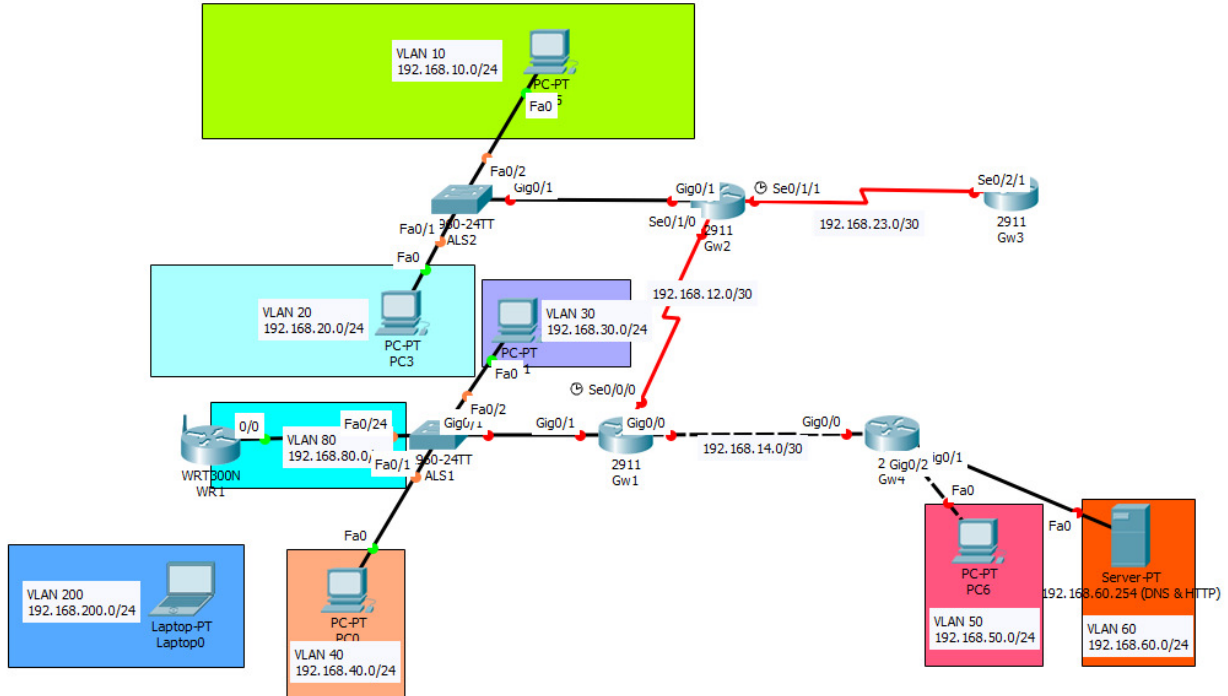 VLAN 10
192.168.10.0/24
PC-PT
Fa0
Fa0/2
Gig0/1
Gig0/1
Se0/1/1
Se0/2/1
Se0/1/0
Fa0/1
ALS2
2911
Gw2
192.168.23.0/30
2911
Gw3
Fa0
192.168.12.0/30
VLAN 20
192.168.20.0/24
PC-PT
PC3
VLAN 30
192.168.30.0/24
PC-PT
Fa0
Se0/0/0
Fa0/2
0/0
Fa0/24
Gig0/1
Gig0/1
Gig0/0
Gig0/0
VLAN 80
192.168.80.0/
Fa0/1
WRT300N
WR1
ALS1
2911
Gw1
192.168.14.0/30
Gig0/2
ig0/1
Gw4
Fa0
Fa0
Fa0
VLAN 200
192.168.200.0/24
Laptop-PT
Laptop0
PC-PT
PC0
VLAN 40
192.168.40.0/24
PC-PT
PC6
VLAN 50
192.168.50.0/24
Server-PT
192.168.60.254 (DNS & HTTP)
VLAN 60
192.168.60.0/24